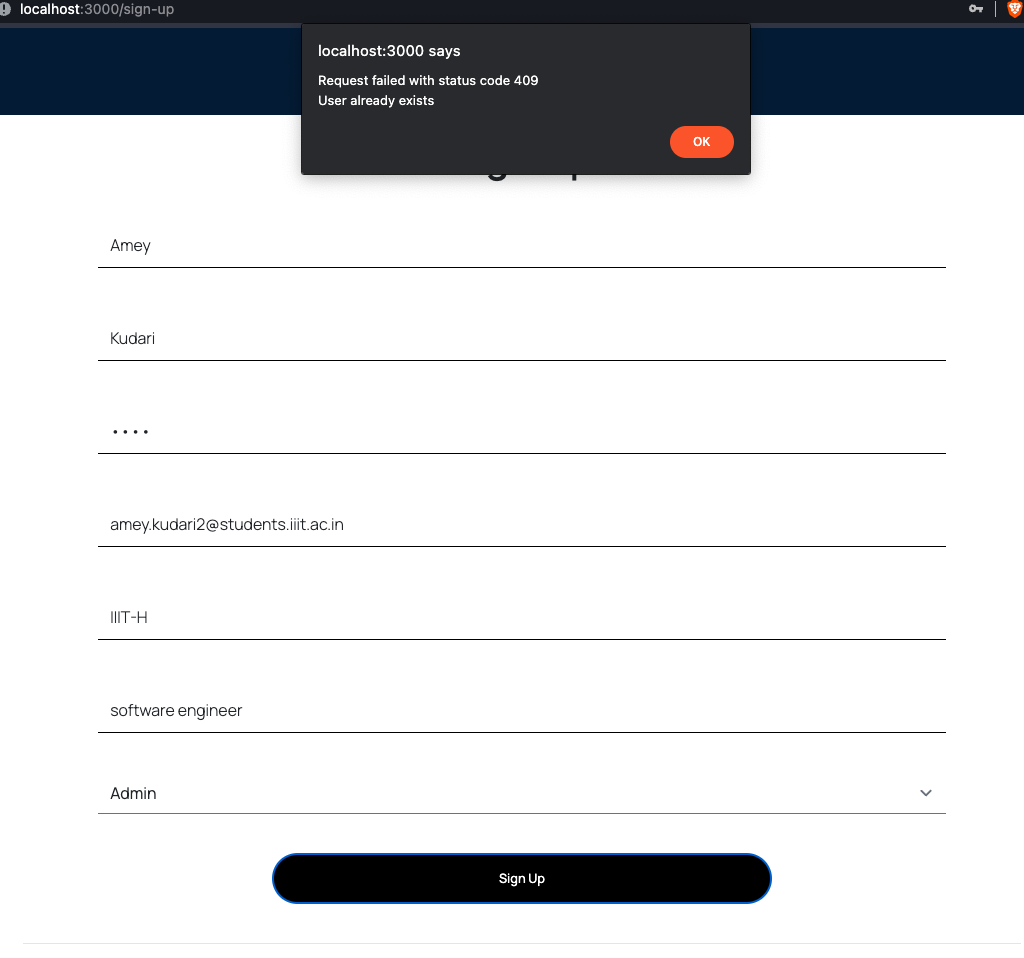 localhost:3000/sign-up
localhost:3000 says
Request failed with status code 409
User already exists
OK
Amey
Kudari
••••
amey.kudari2@students.iiit.ac.in
IIIT-H
software engineer
Admin
Sign Up